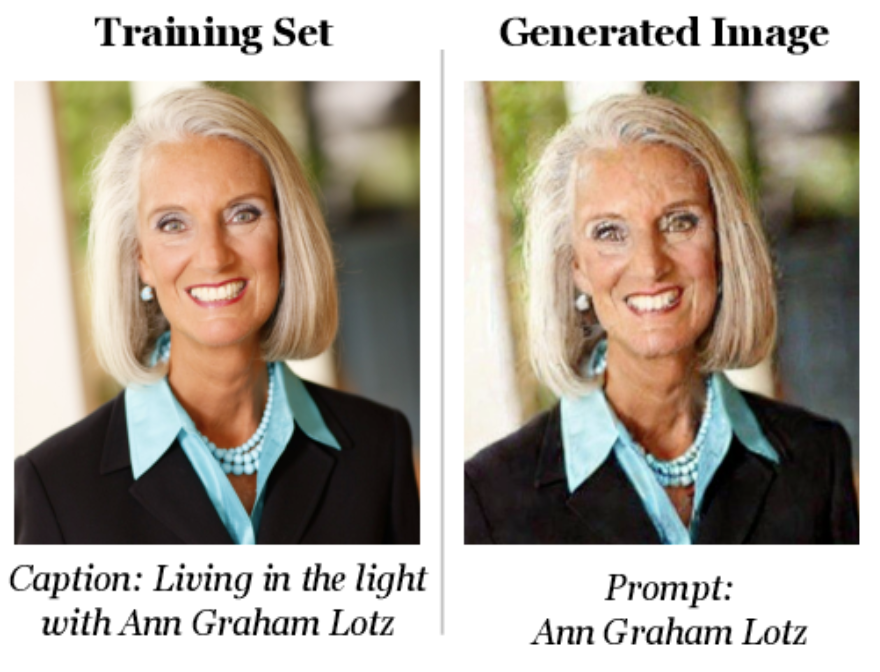 Training Set
Generated Image
Caption: Living in the light
with Ann Graham Lotz
Prompt:
Ann Graham Lotz